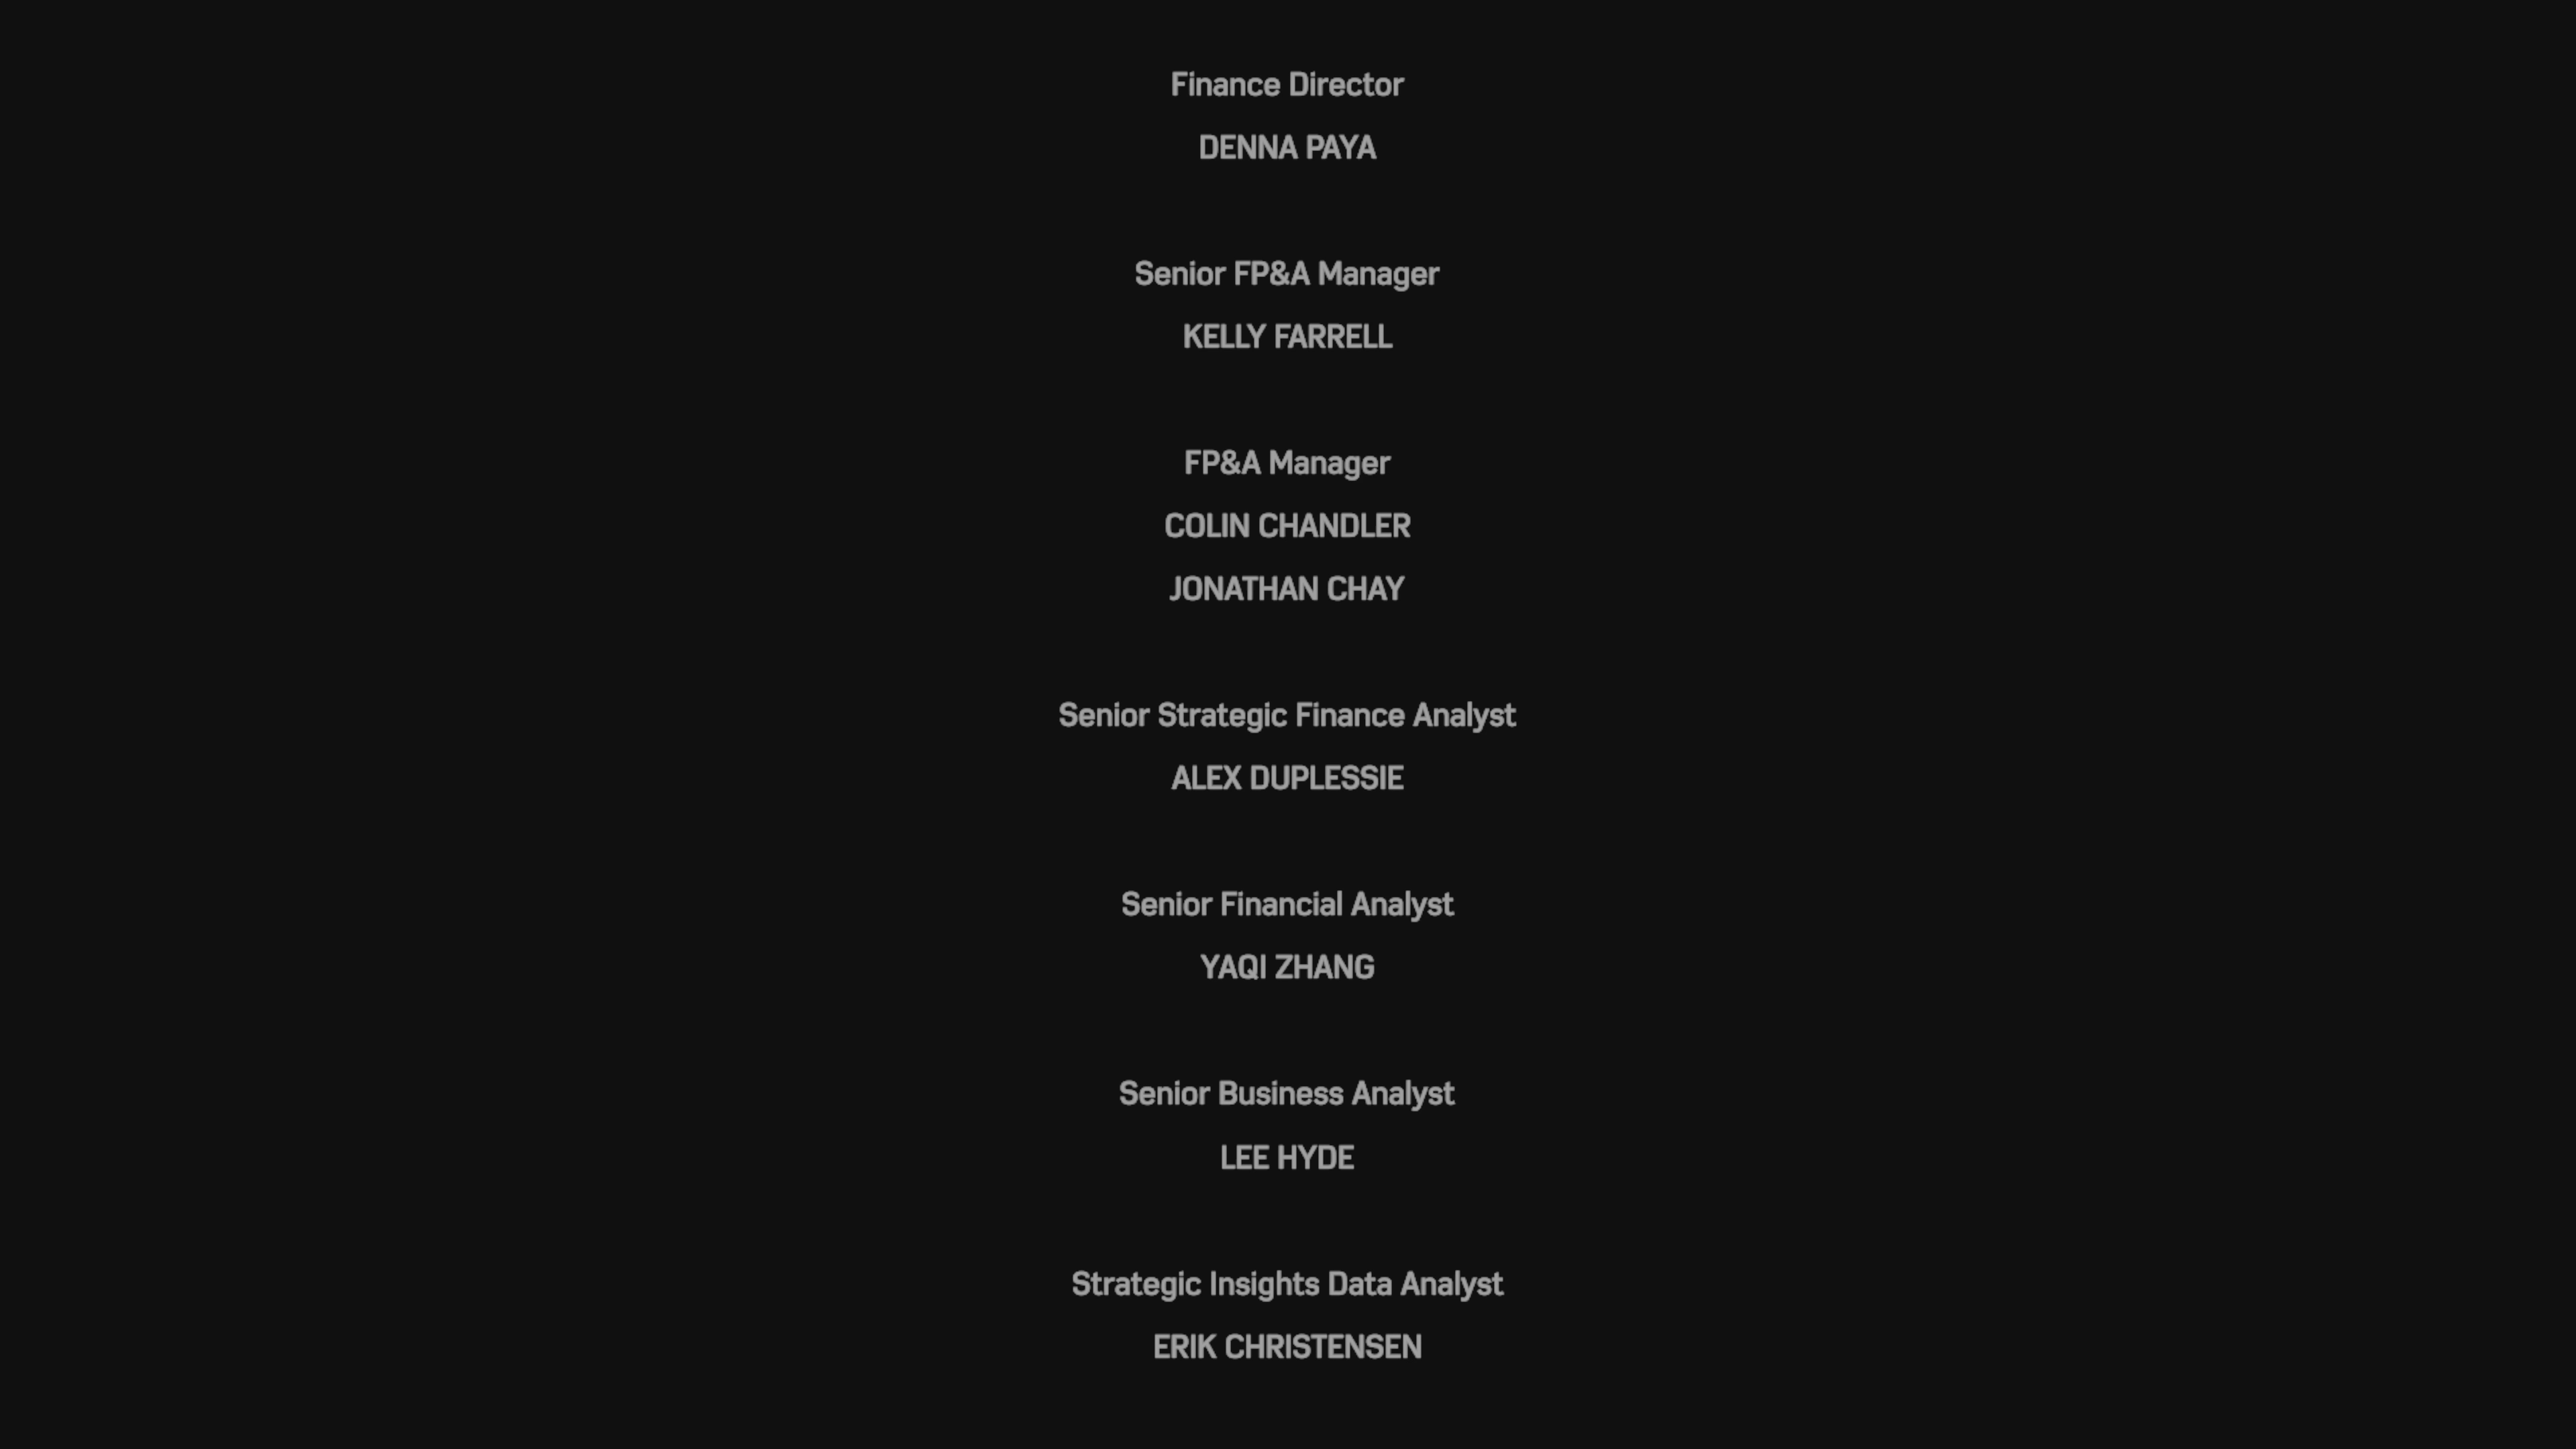 Finance Director
DENNA PAYA
Senior FP&A Manager
KELLY FARRELL
FP&A Manager
COLIN CHANDLER
JONATHAN CHAY
Senior Strategic Finance Analyst
ALEX DUPLESSIE
Senior Financial Analyst
YAQI ZHANG
Senior Business Analyst
LEE HYDE
Strategic Insights Data Analyst
ERIK CHRISTENSEN